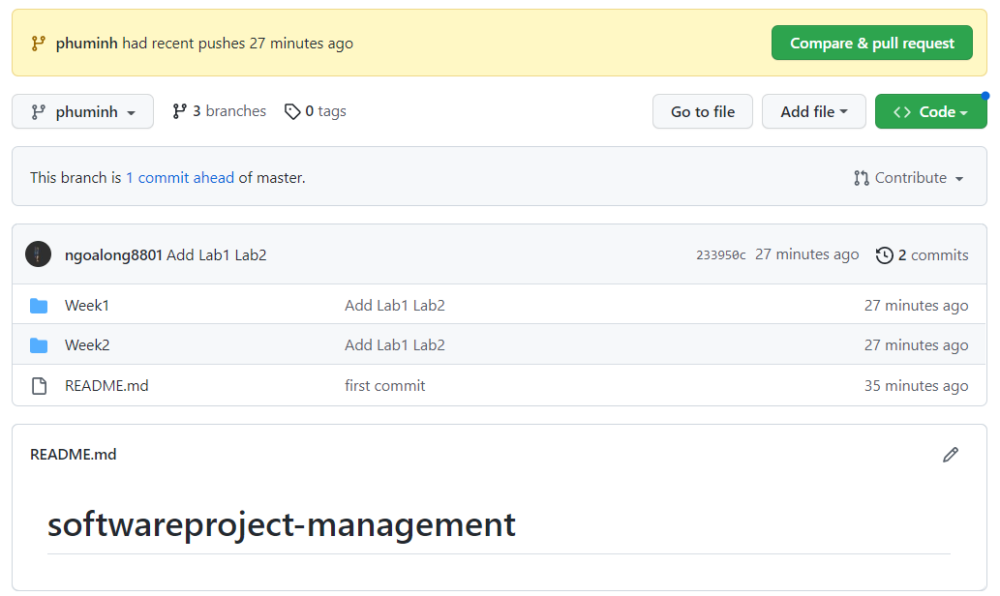 phuminh had recent pushes 27 minutes ago
Compare & pull request
phuminh
3 branches
0 tags
Go to file
Add file
Code
This branch is 1 commit ahead of master.
Contribute
ngoalong8801 Add Lab1 Lab2
233950c 27 minutes ago
2 commits
Week1 Add Lab1 Lab2 27 minutes ago
Week2 Add Lab1 Lab2 27 minutes ago
README.md first commit 35 minutes ago
README.md
softwareproject-management